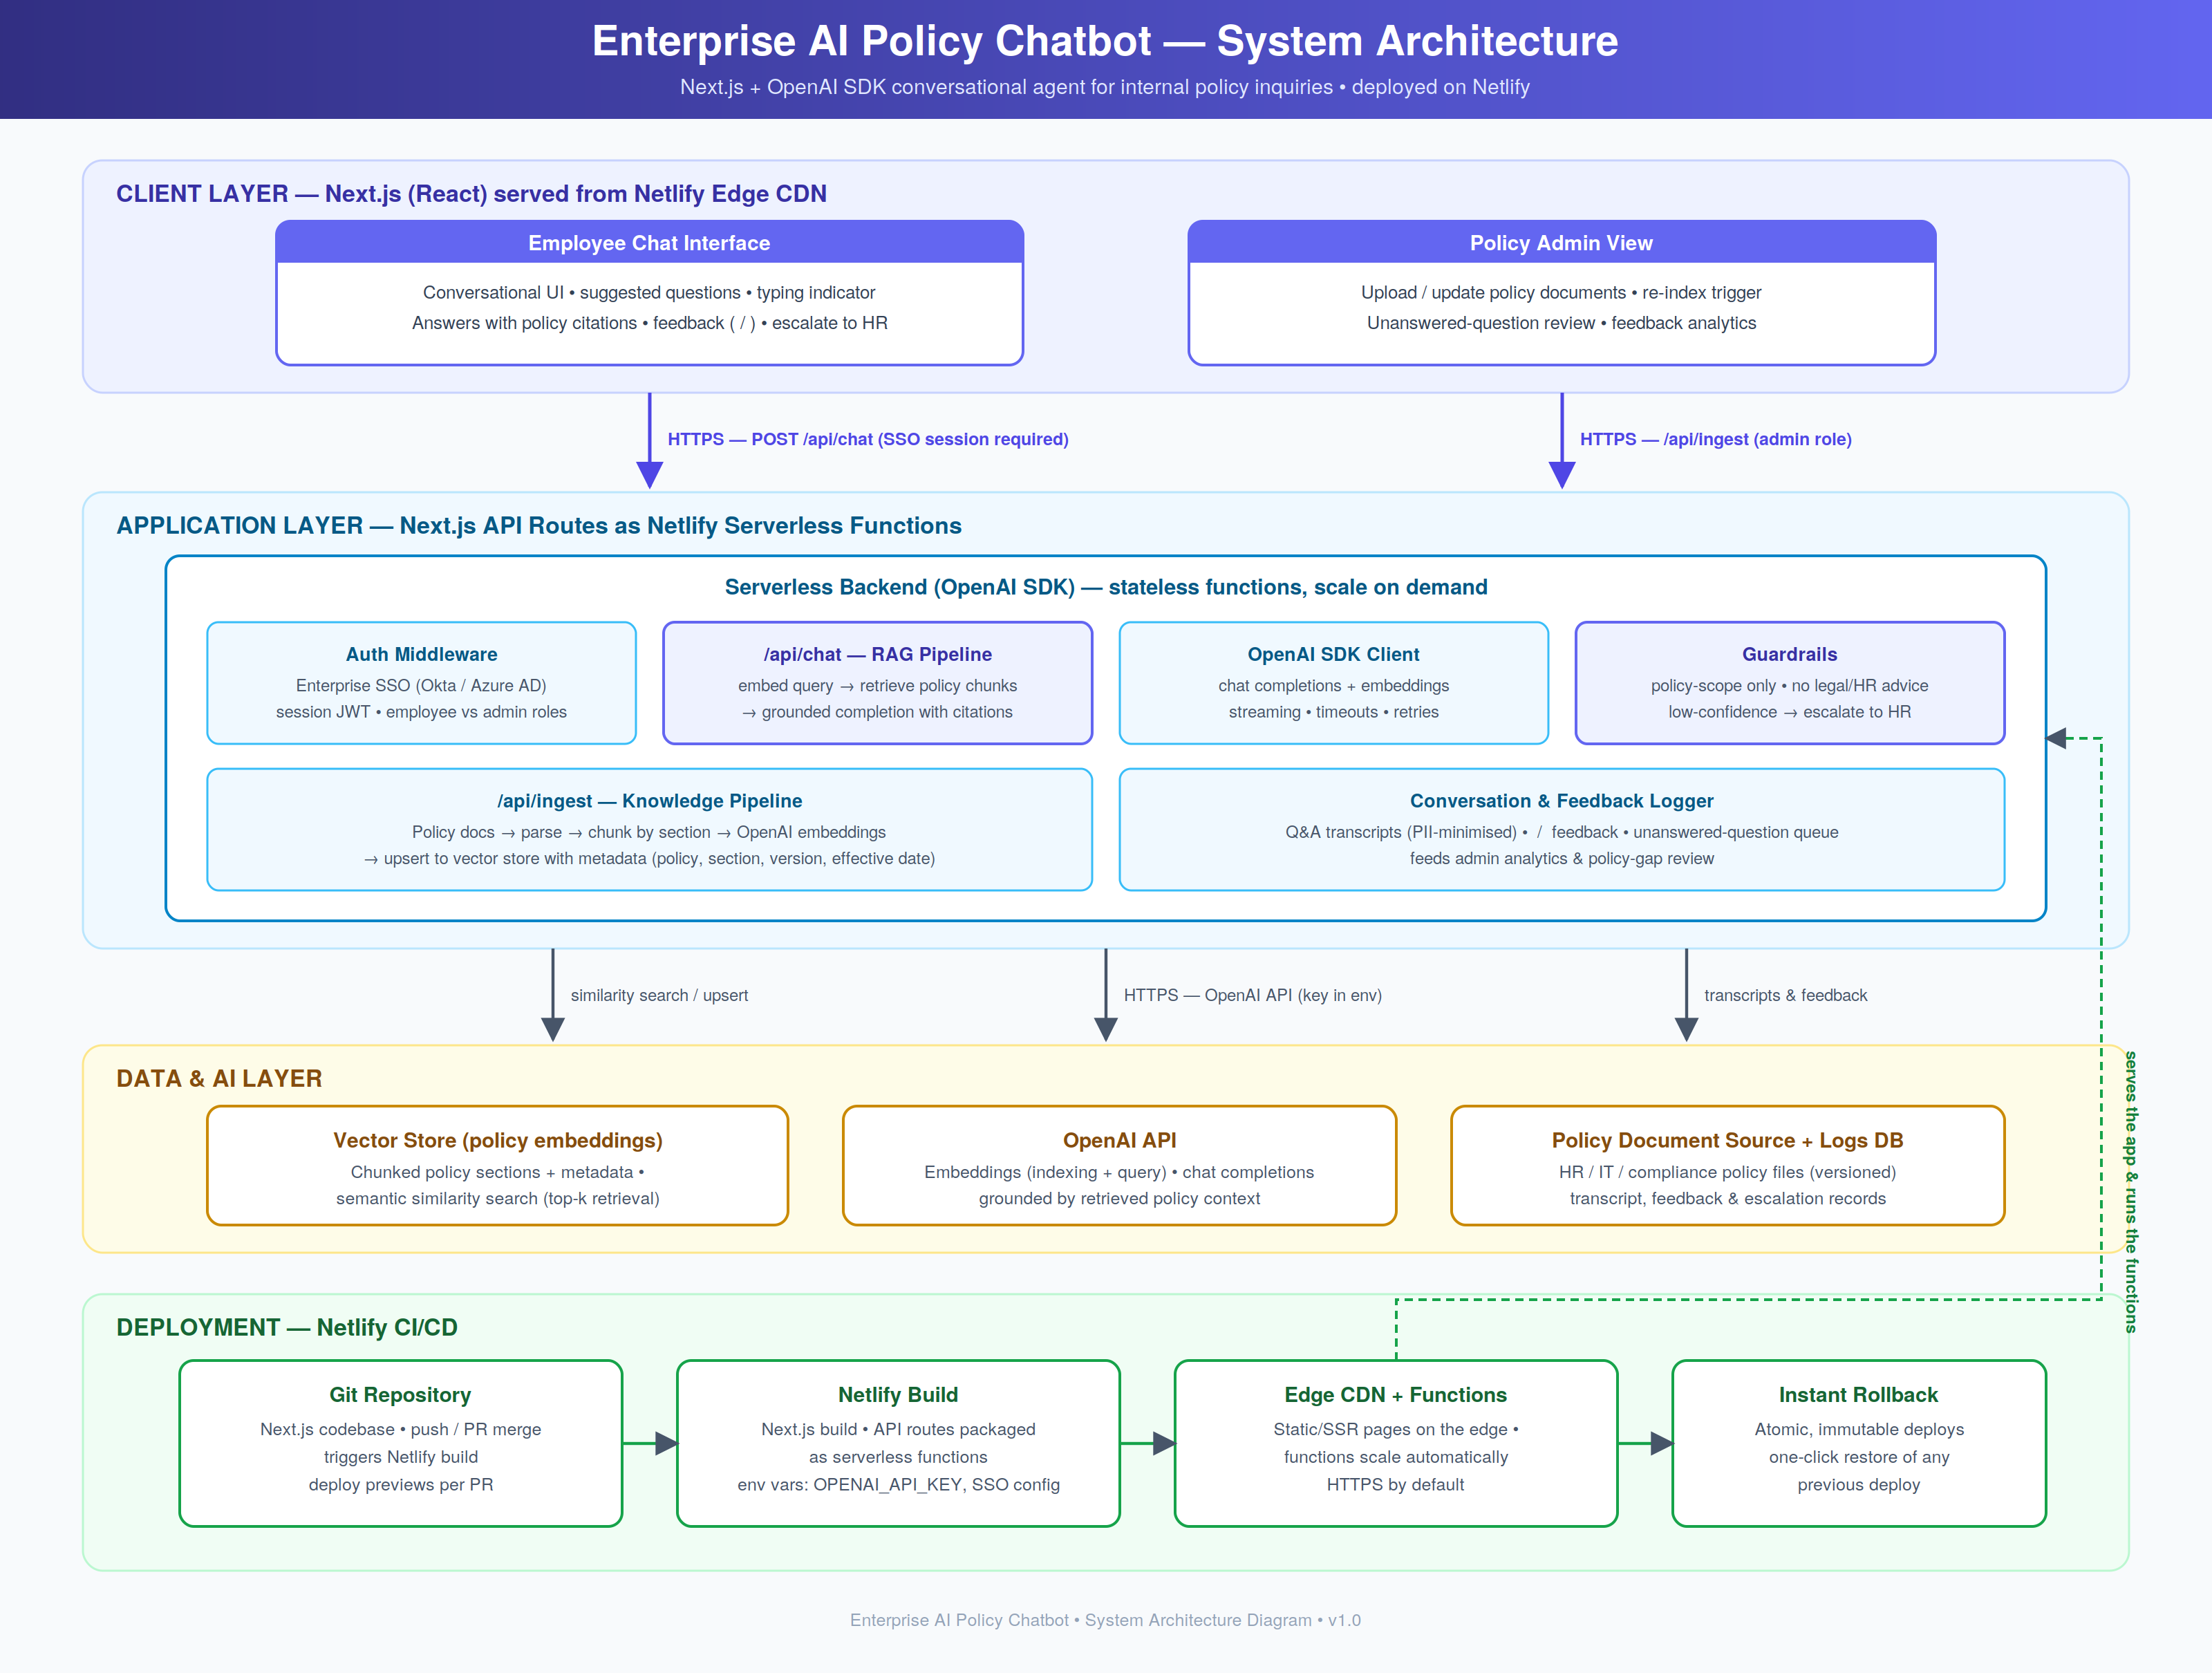 Enterprise AI Policy Chatbot — System Architecture
Next.js + OpenAI SDK conversational agent for internal policy inquiries • deployed on Netlify
CLIENT LAYER — Next.js (React) served from Netlify Edge CDN
Employee Chat Interface
Conversational UI • suggested questions • typing indicator
Answers with policy citations • feedback ( / ) • escalate to HR
Policy Admin View
Upload / update policy documents • re-index trigger
Unanswered-question review • feedback analytics
HTTPS — POST /api/chat (SSO session required)
HTTPS — /api/ingest (admin role)
APPLICATION LAYER — Next.js API Routes as Netlify Serverless Functions
Serverless Backend (OpenAI SDK) — stateless functions, scale on demand
Auth Middleware
Enterprise SSO (Okta / Azure AD)
session JWT • employee vs admin roles
/api/chat — RAG Pipeline
embed query → retrieve policy chunks
→ grounded completion with citations
OpenAI SDK Client
chat completions + embeddings
streaming • timeouts • retries
Guardrails
policy-scope only • no legal/HR advice
low-confidence → escalate to HR
/api/ingest — Knowledge Pipeline
Policy docs → parse → chunk by section → OpenAI embeddings
→ upsert to vector store with metadata (policy, section, version, effective date)
Conversation & Feedback Logger
Q&A transcripts (PII-minimised) • / feedback • unanswered-question queue
feeds admin analytics & policy-gap review
similarity search / upsert
HTTPS — OpenAI API (key in env)
transcripts & feedback
serves the app & runs the functions
DATA & AI LAYER
Vector Store (policy embeddings)
Chunked policy sections + metadata •
semantic similarity search (top-k retrieval)
OpenAI API
Embeddings (indexing + query) • chat completions
grounded by retrieved policy context
Policy Document Source + Logs DB
HR / IT / compliance policy files (versioned)
transcript, feedback & escalation records
DEPLOYMENT — Netlify CI/CD
Git Repository
Next.js codebase • push / PR merge
triggers Netlify build
deploy previews per PR
Netlify Build
Next.js build • API routes packaged
as serverless functions
env vars: OPENAI_API_KEY, SSO config
Edge CDN + Functions
Static/SSR pages on the edge •
functions scale automatically
HTTPS by default
Instant Rollback
Atomic, immutable deploys
one-click restore of any
previous deploy
Enterprise AI Policy Chatbot • System Architecture Diagram • v1.0